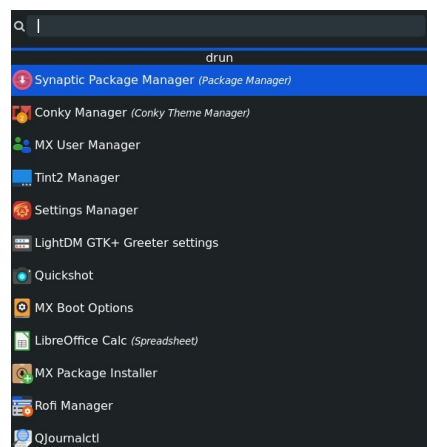 drun
Synaptic Package Manager (Package Manager)
Conky Manager (Conky Theme Manager)
MX User Manager
Tint2 Manager
Settings Manager
LightDM GTK+ Greeter settings
Quickshot
MX Boot Options
LibreOffice Calc (Spreadsheet)
MX Package Installer
Rofi Manager
QJournalctl